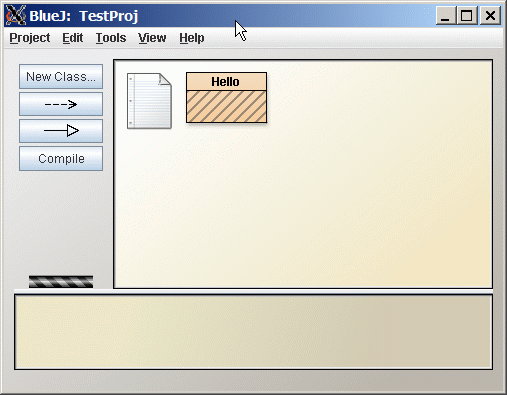 BlueJ: TestProj
Project Edit Tools View Help
New Class...
Hello
Compile